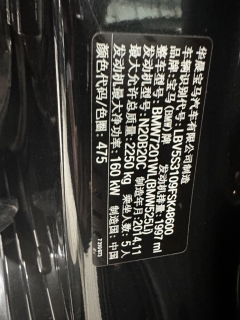 华晨宝马汽车有限公司制造
车辆识别代号: LBV5S3109FSK48600
品牌: 宝马(BMW)牌 发动机排量: 1997 ml
整车型号: BMW7201WL(BMW525Li)
发动机型号: N20B20C 制造年月: 2014.11
最大允许总质量: 2250 kg 乘坐人数: 5人
发动机最大净功率: 160 kW 制造国: 中国
颜色代码/色圈: 475